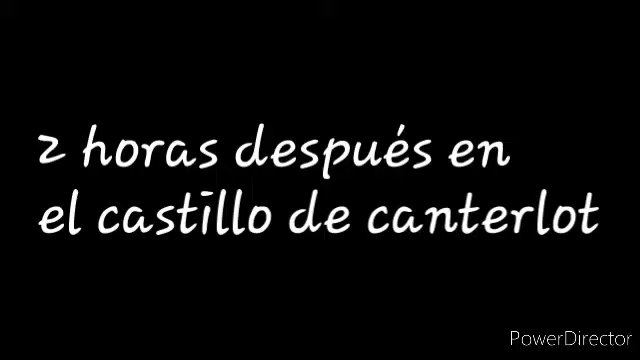 2 horas después en
el castillo de canterlot
PowerDirector